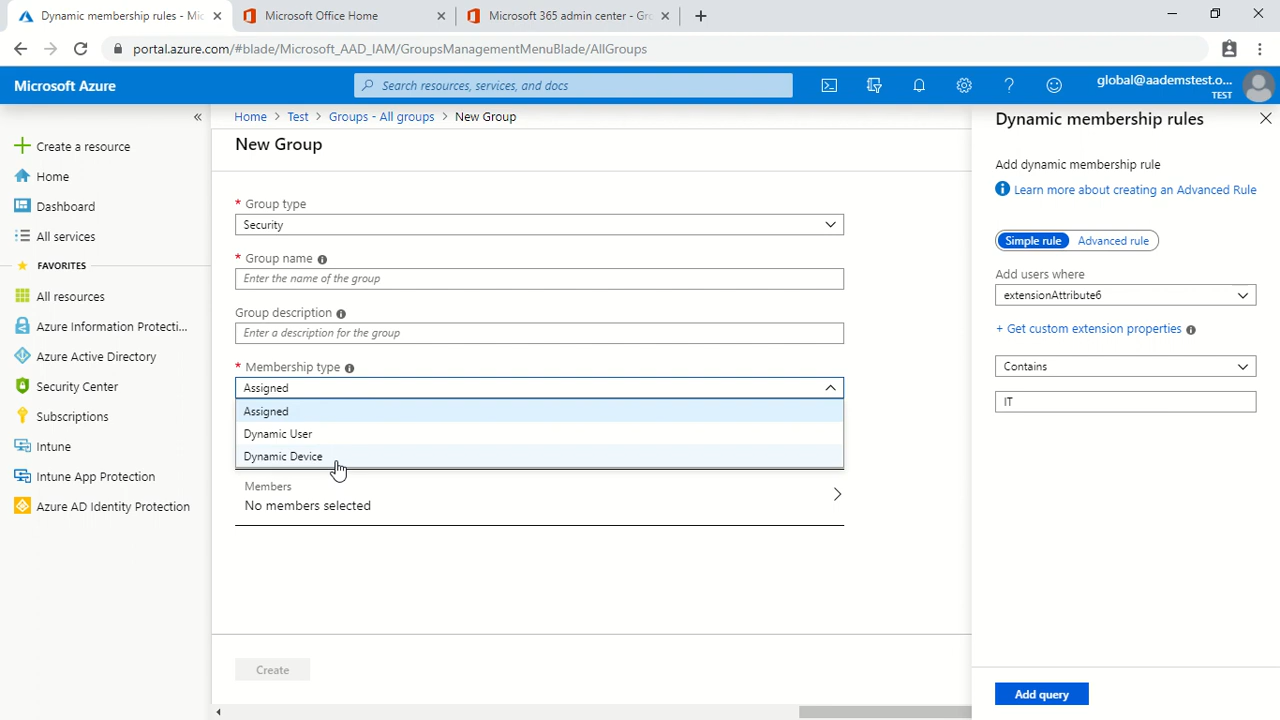 Dynamic membership rules - Mic
Microsoft Office Home
Microsoft 365 admin center - Gro
portal.azure.com/#blade/Microsoft_AAD_IAM/GroupsManagementMenuBlade/AllGroups
Microsoft Azure
Search resources, services, and docs
global@aademstest.o...
TEST
Create a resource
Home
Dashboard
All services
FAVORITES
All resources
Azure Information Protecti...
Azure Active Directory
Security Center
Subscriptions
Intune
Intune App Protection
Azure AD Identity Protection
Home > Test > Groups - All groups > New Group
New Group
* Group type
Security
* Group name
Enter the name of the group
Group description
Enter a description for the group
* Membership type
Assigned
Assigned
Dynamic User
Dynamic Device
Members
No members selected
Create
Dynamic membership rules
Add dynamic membership rule
Learn more about creating an Advanced Rule
Simple rule Advanced rule
Add users where
extensionAttribute6
+ Get custom extension properties
Contains
IT
Add query